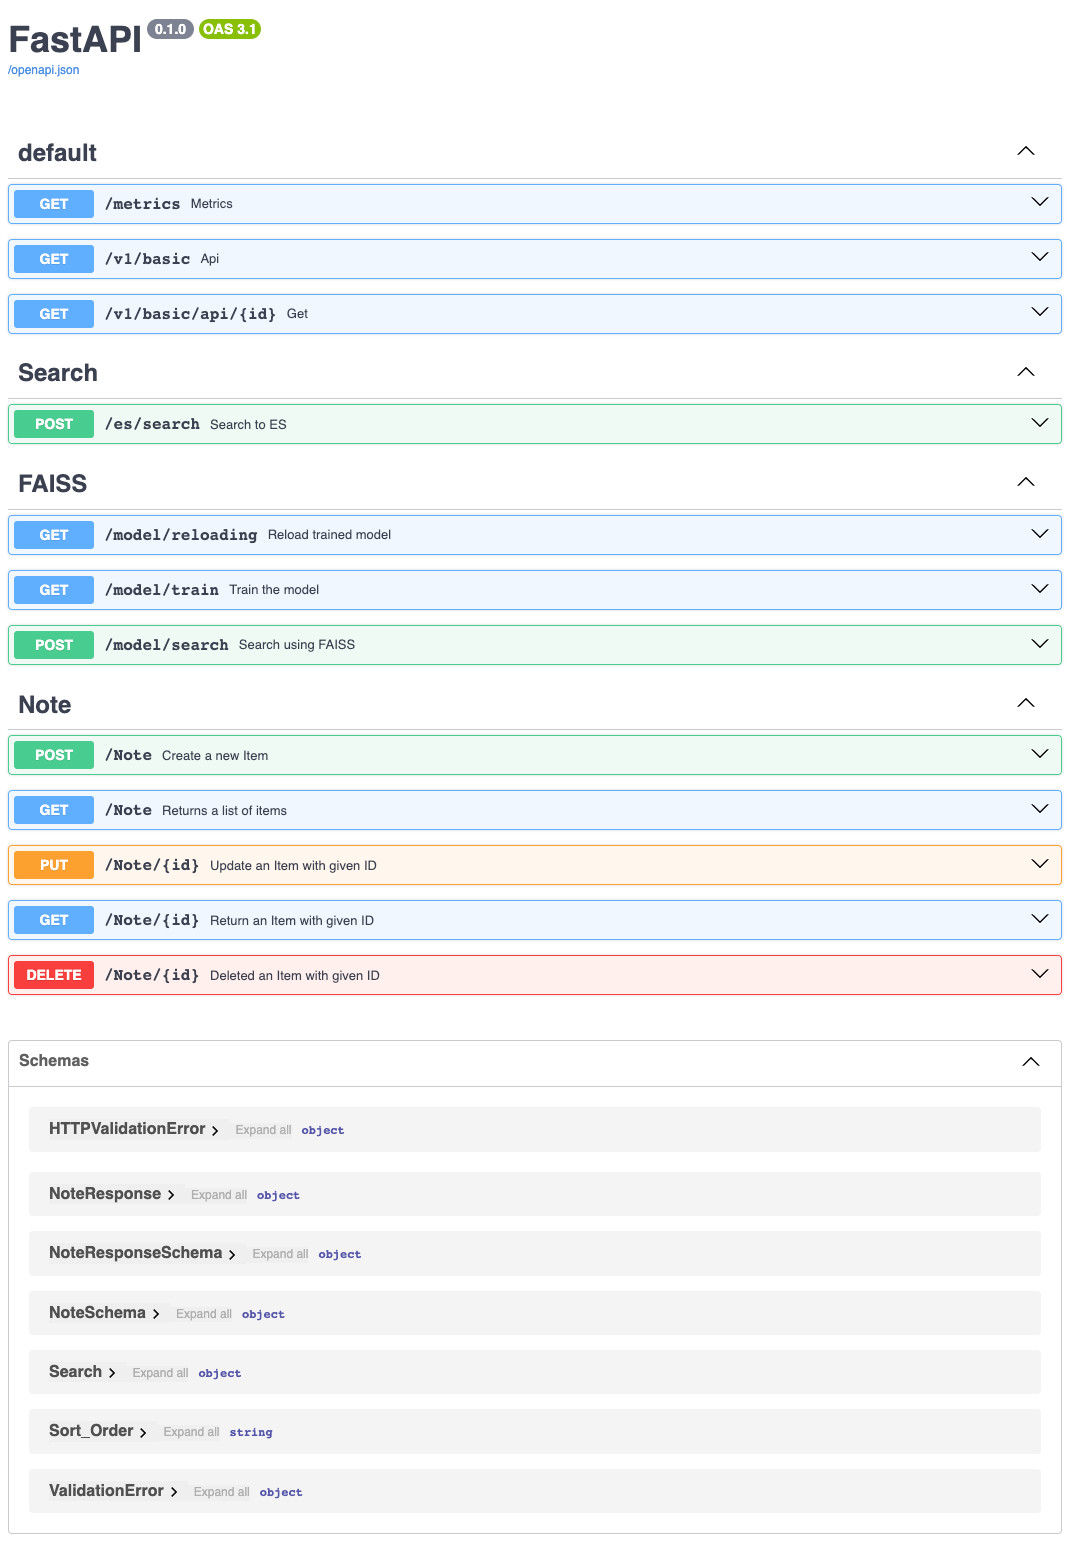 FastAPI 0.1.0 OAS 3.1
/openapi.json
default
GET /metrics Metrics
GET /v1/basic Api
GET /v1/basic/api/{id} Get
Search
POST /es/search Search to ES
FAISS
GET /model/reloading Reload trained model
GET /model/train Train the model
POST /model/search Search using FAISS
Note
POST /Note Create a new Item
GET /Note Returns a list of items
PUT /Note/{id} Update an Item with given ID
GET /Note/{id} Return an Item with given ID
DELETE /Note/{id} Deleted an Item with given ID
Schemas
HTTPValidationError Expand all object
NoteResponse Expand all object
NoteResponseSchema Expand all object
NoteSchema Expand all object
Search Expand all object
Sort_Order Expand all string
ValidationError Expand all object